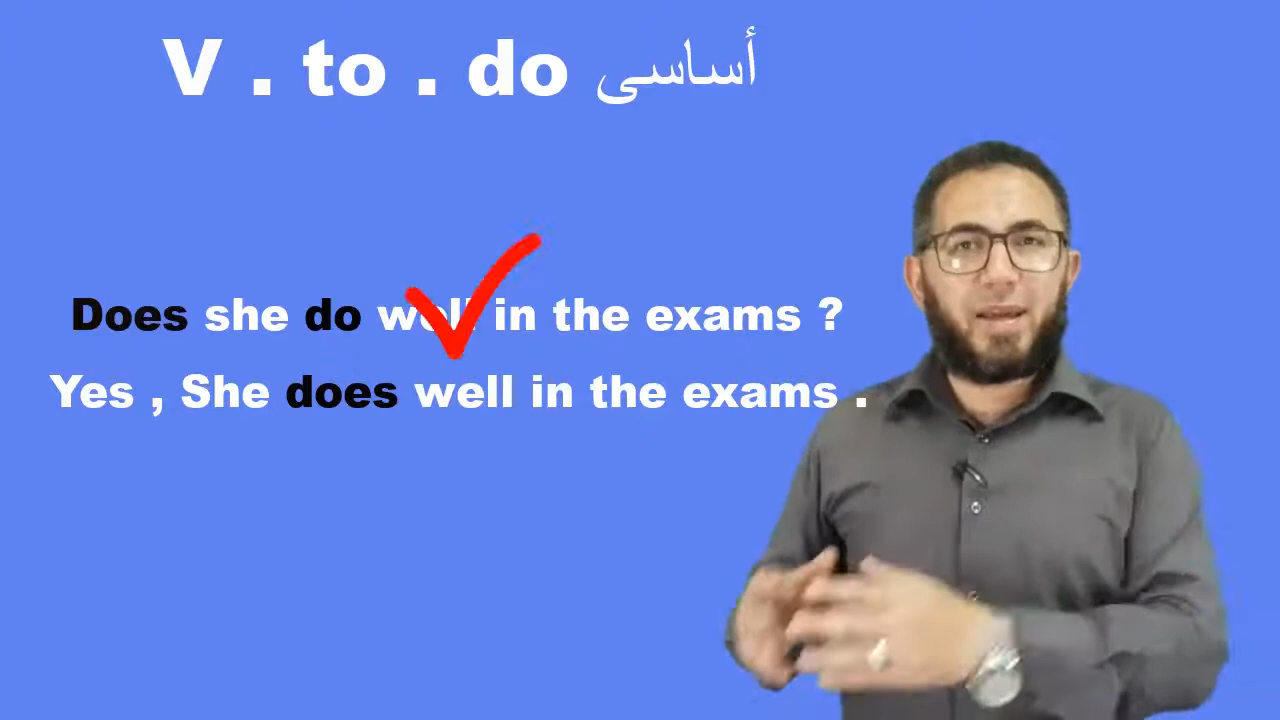 V . to . do أساسى
Does she do well in the exams ?
Yes , She does well in the exams .